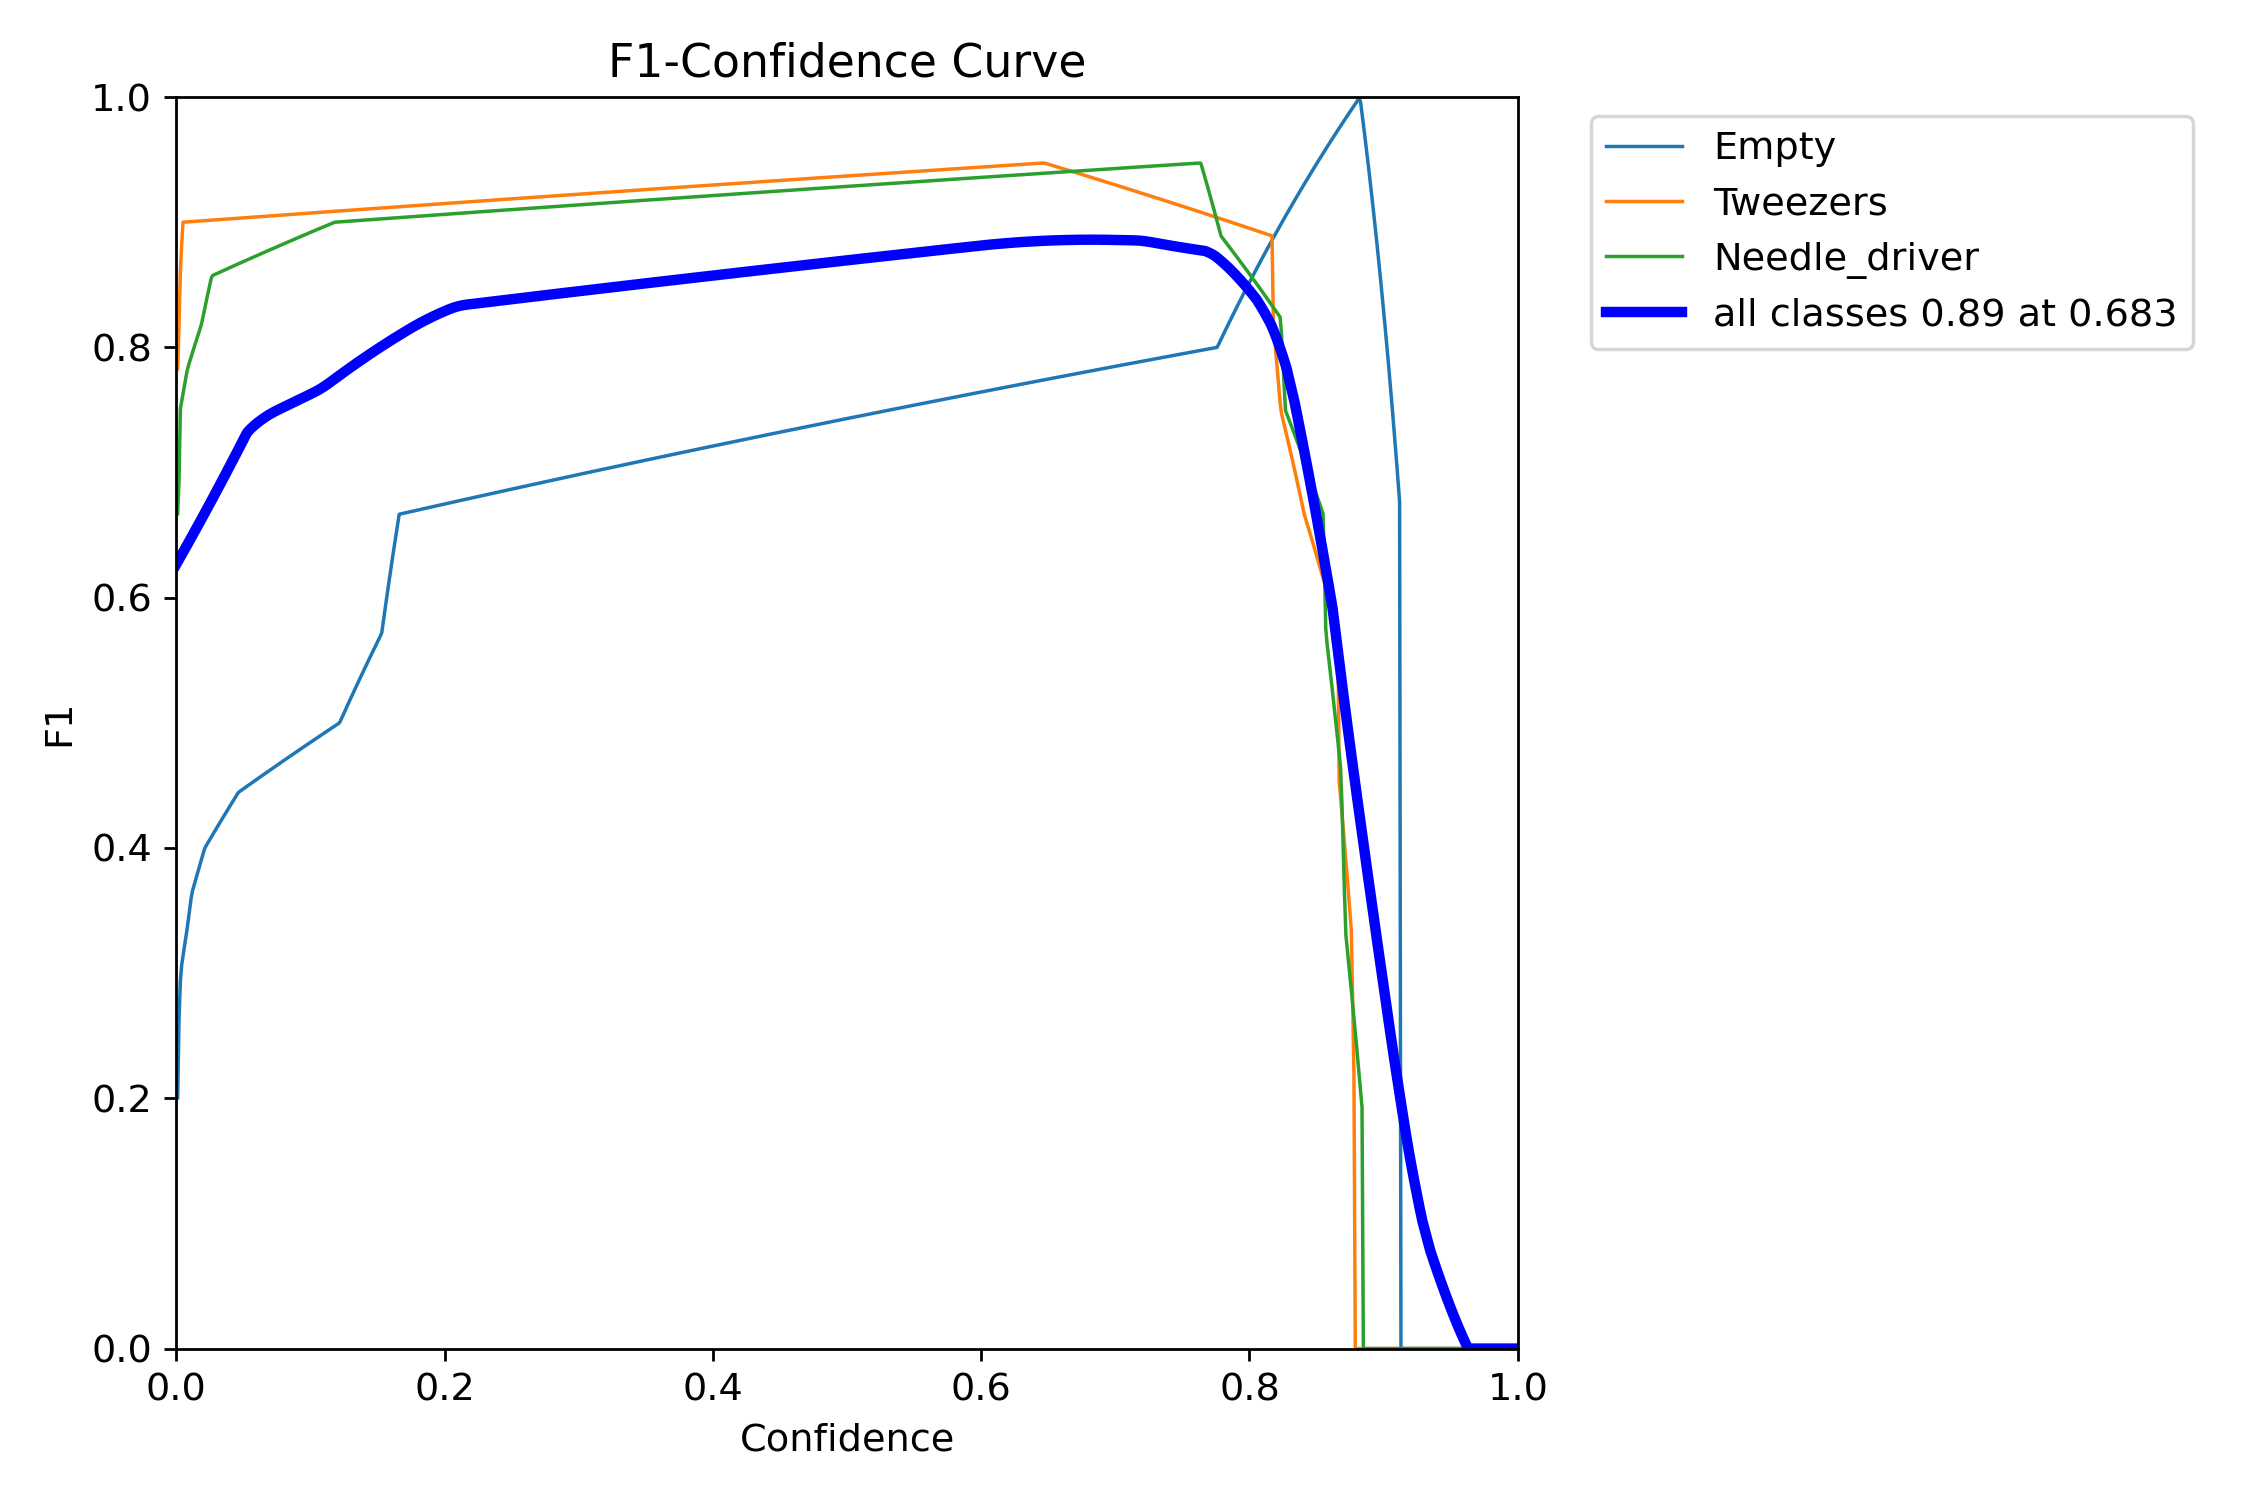 F1-Confidence Curve
1.0
0.8
0.6
0.4
0.2
0.0
F1
0.0 0.2 0.4 0.6 0.8 1.0
Confidence
Empty
Tweezers
Needle_driver
all classes 0.89 at 0.683